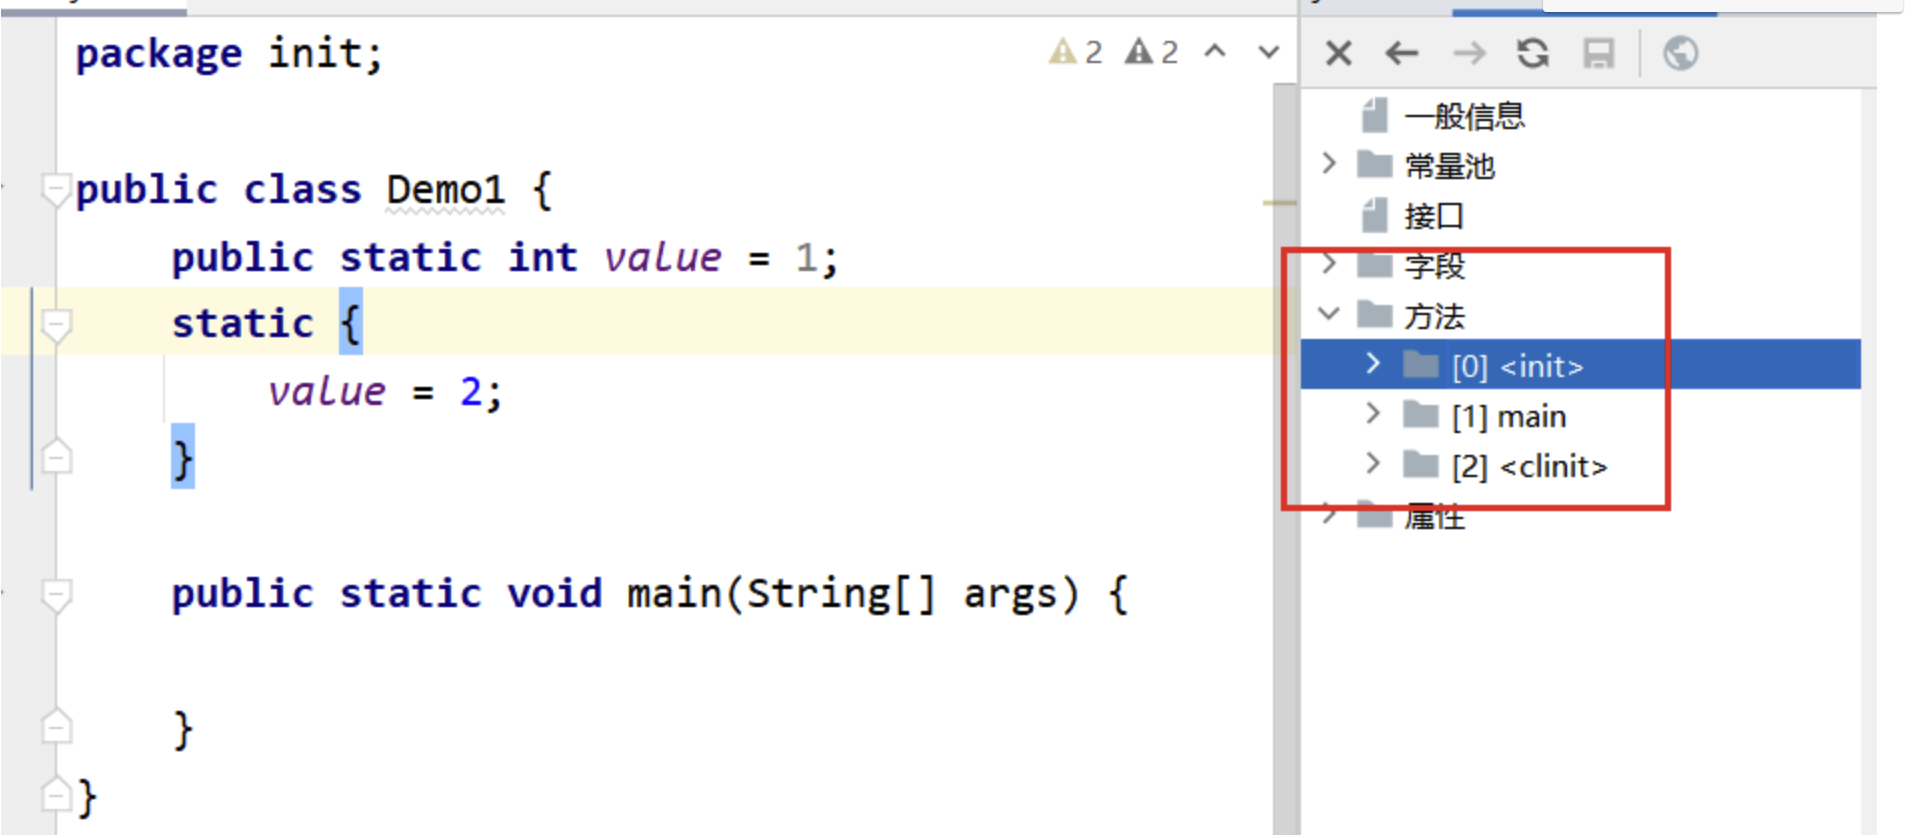 package init;
2 2
public class Demo1 {
public static int value = 1;
static {
value = 2;
}
public static void main(String[] args) {
}
}
一般信息
常量池
接口
字段
方法
[0] <init>
[1] main
[2] <clinit>
属性